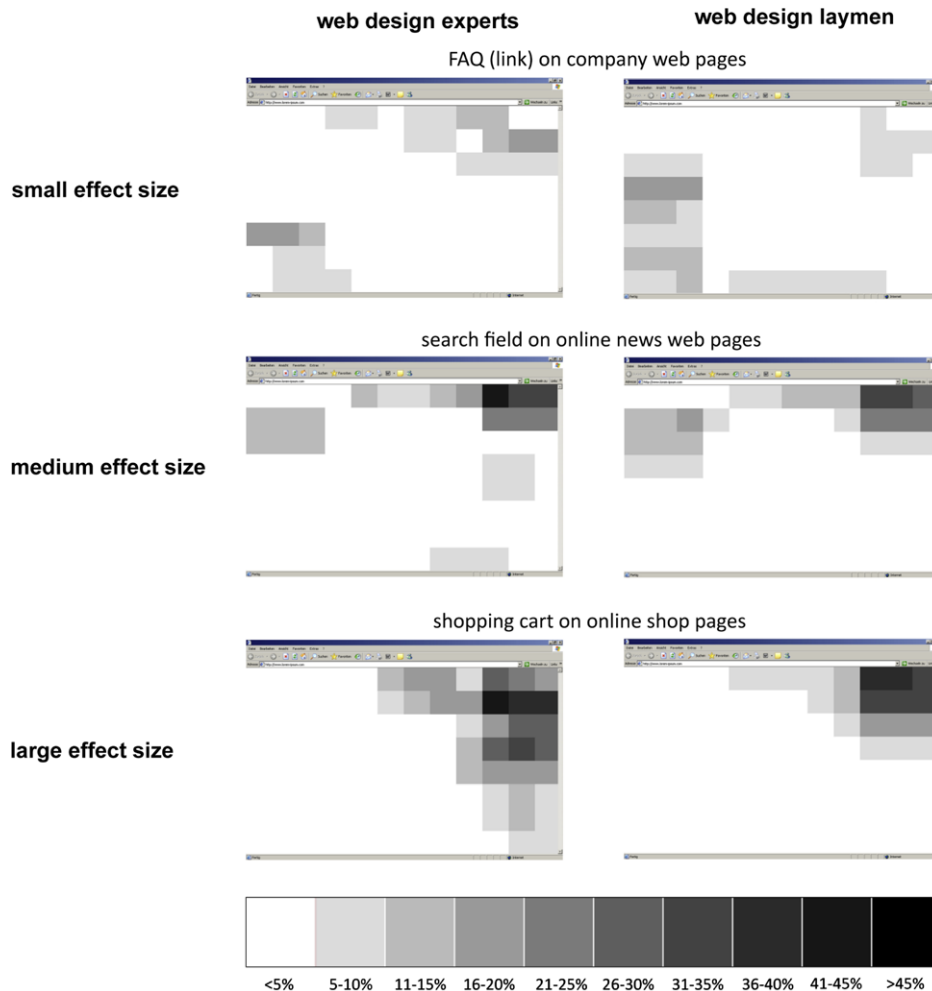 web design experts
web design laymen
FAQ (link) on company web pages
small effect size
search field on online news web pages
medium effect size
shopping cart on online shop pages
large effect size
<5% 5-10% 11-15% 16-20% 21-25% 26-30% 31-35% 36-40% 41-45% >45%